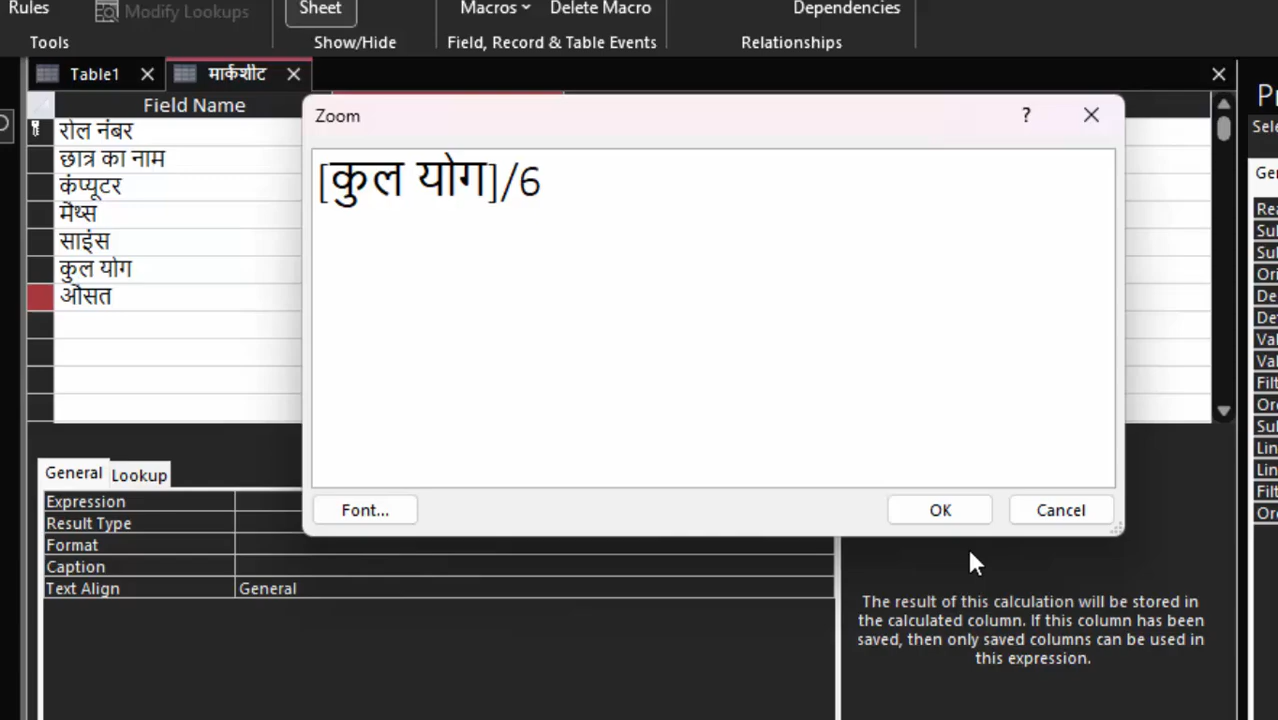 Rules
Modify Lookups
Sheet
Macros
Delete Macro
Dependencies
Tools
Show/Hide
Field, Record & Table Events
Relationships
Table1
मार्कशीट
Field Name
रोल नंबर
छात्र का नाम
कंप्यूटर
मेथ्स
साइंस
कुल योग
औसत
Zoom
[कुल योग]/6
Font...
OK
Cancel
General
Lookup
Expression
Result Type
Format
Caption
Text Align
General
The result of this calculation will be stored in
the calculated column. If this column has been
saved, then only saved columns can be used in
this expression.